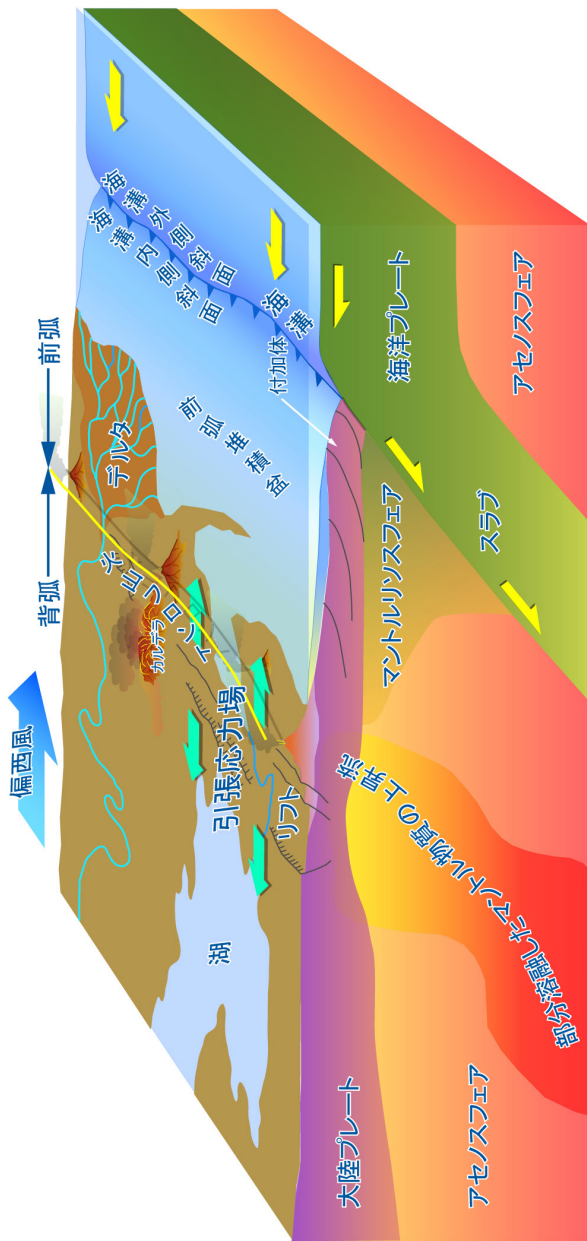 偏西風
背弧
前弧
火山フロント
カルデラ
デルタ
海溝外側斜面
海溝内側斜面
海溝
前弧堆積盆
付加体
引張応力場
リフト
湖
大陸プレート
アセノスフェア
部分溶融したマントル物質の上昇流
マントルリソスフェア
スラブ
海洋プレート
アセノスフェア